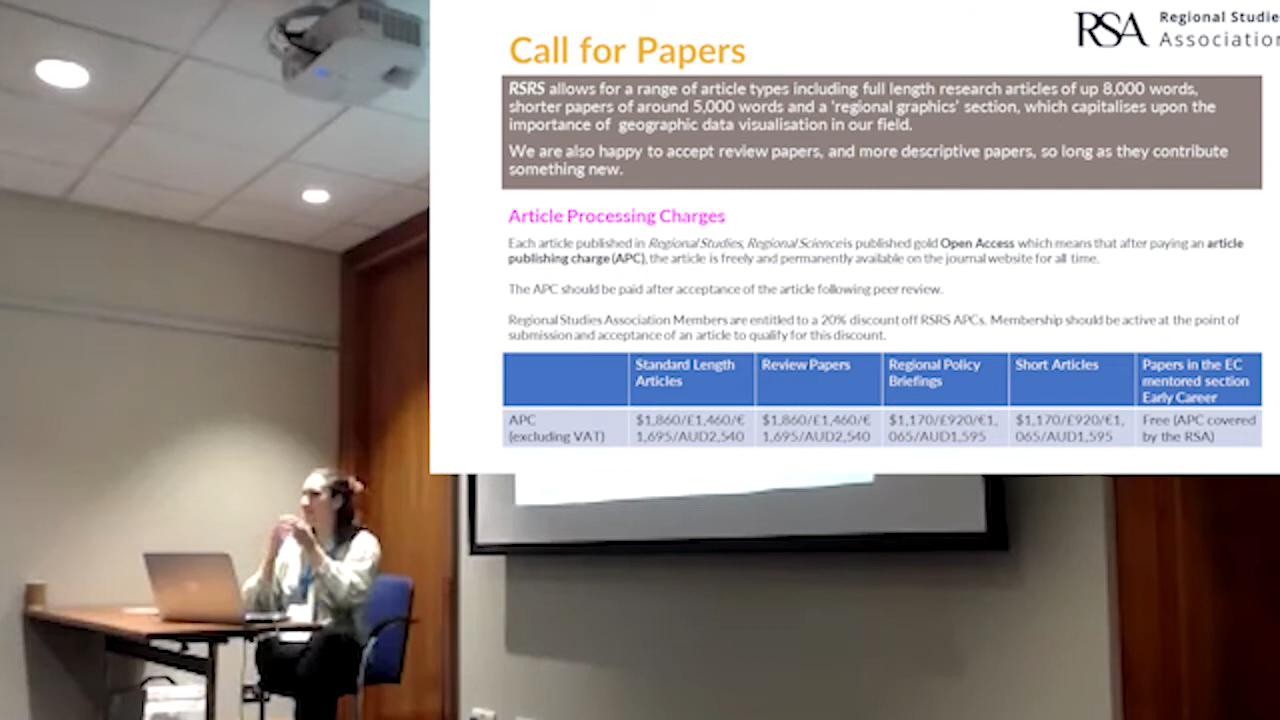 RSA Regional Studie
Association
Call for Papers
RSRS allows for a range of article types including full length research articles of up 8,000 words,
shorter papers of around 5,000 words and a 'regional graphics' section, which capitalises upon the
importance of geographic data visualisation in our field.
We are also happy to accept review papers, and more descriptive papers, so long as they contribute
something new.
Article Processing Charges
Each article published in Regional Studies, Regional Science is published gold Open Access which means that after paying an article
publishing charge (APC), the article is freely and permanently available on the journal website for all time.
The APC should be paid after acceptance of the article following peer review.
Regional Studies Association Members are entitled to a 20% discount off RSRS APCs. Membership should be active at the point of
submission and acceptance of an article to qualify for this discount.
Standard Length
Articles
Review Papers
Regional Policy
Briefings
Short Articles
Papers in the EC
mentored section
Early Career
APC
(excluding VAT)
$1,860/£1,460/€
1,695/AUD2,540
$1,860/£1,460/€
1,695/AUD2,540
$1,170/£920/€1,
065/AUD1,595
$1,170/£920/€1,
065/AUD1,595
Free (APC covered
by the RSA)